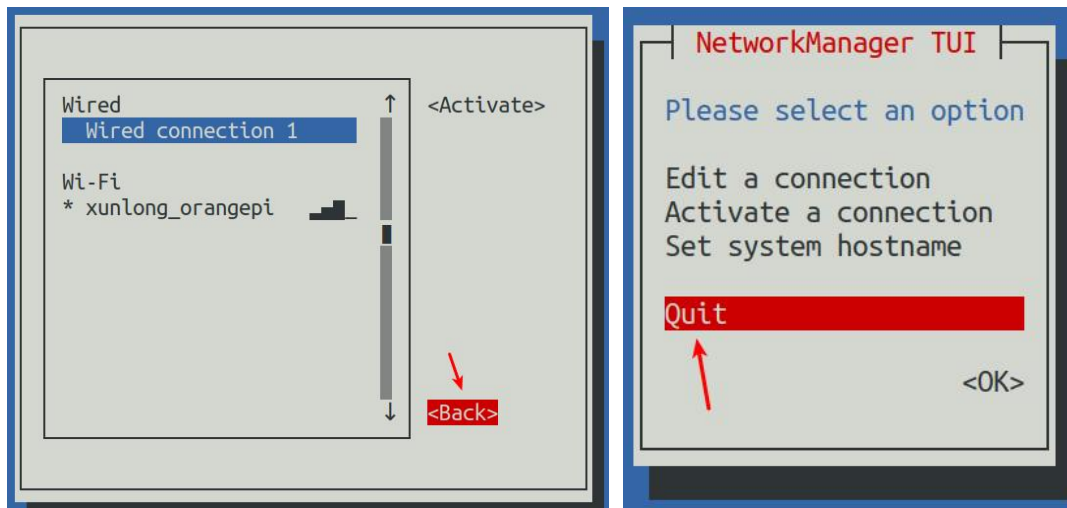 Wired
<Activate>
Wired connection 1
Wi-Fi
* xunlong_orangepi
<Back>
NetworkManager TUI
Please select an option
Edit a connection
Activate a connection
Set system hostname
Quit
<OK>